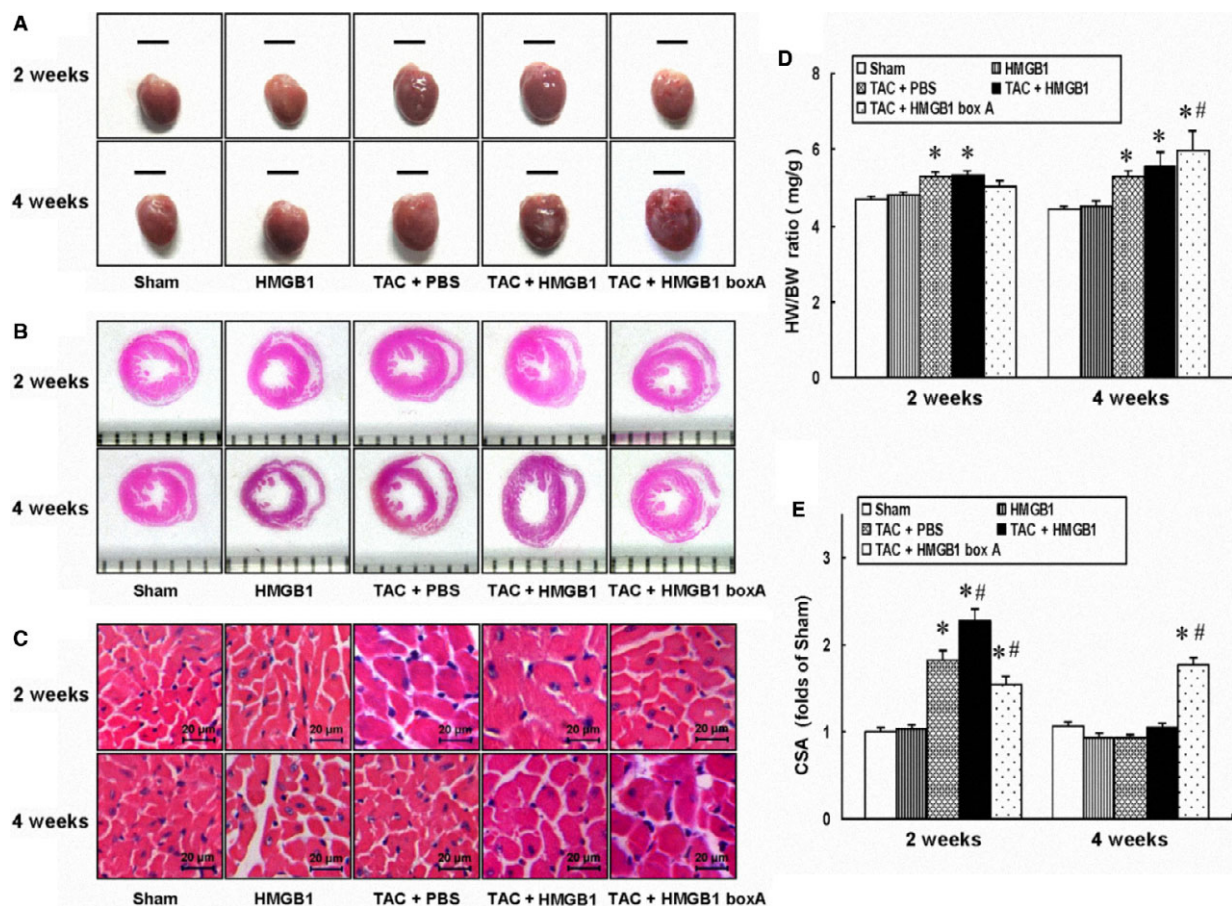 A
2 weeks
4 weeks
Sham HMGB1 TAC + PBS TAC + HMGB1 TAC + HMGB1 boxA
B
2 weeks
4 weeks
Sham HMGB1 TAC + PBS TAC + HMGB1 TAC + HMGB1 boxA
C
2 weeks
20 µm 20 µm 20 µm 20 µm 20 µm
4 weeks
20 µm 20 µm 20 µm 20 µm 20 µm
Sham HMGB1 TAC + PBS TAC + HMGB1 TAC + HMGB1 boxA
D
Sham HMGB1
TAC + PBS TAC + HMGB1
TAC + HMGB1 box A
HW/BW ratio ( mg/g )
8
6
4
2
0
* * * * *#
2 weeks 4 weeks
E
Sham HMGB1
TAC + PBS TAC + HMGB1
TAC + HMGB1 box A
CSA (folds of Sham)
3
2
1
0
* *# *# *#
2 weeks 4 weeks